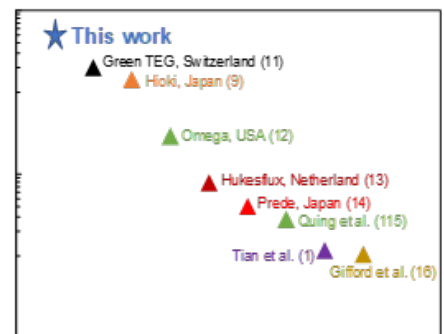 This work
Green TEG, Switzerland (11)
Hioki, Japan (9)
Omega, USA (12)
Hukesflux, Netherland (13)
Prede, Japan (14)
Quing et al. (115)
Tian et al. (1)
Gifford et al. (16)